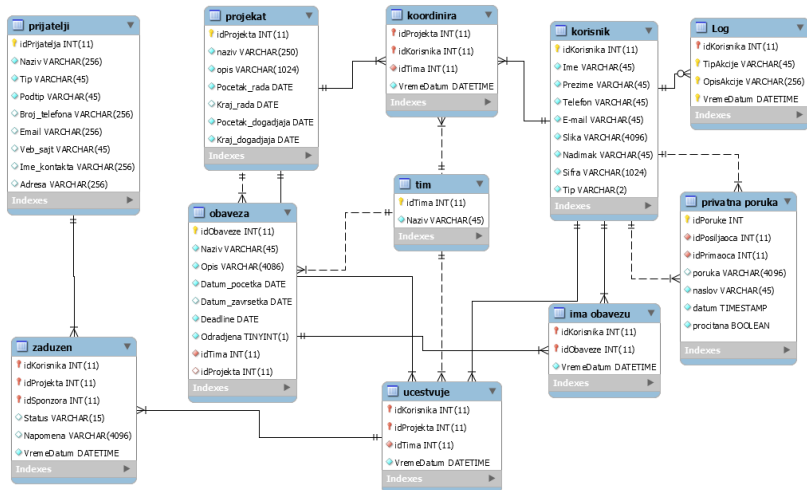 prijatelji
idPrijatelja INT(11)
Naziv VARCHAR(256)
Tip VARCHAR(45)
Podtip VARCHAR(45)
Broj_telefona VARCHAR(256)
Email VARCHAR(256)
Veb_sajt VARCHAR(45)
Ime_kontakta VARCHAR(256)
Adresa VARCHAR(256)
Indexes
projekat
idProjekta INT(11)
naziv VARCHAR(250)
opis VARCHAR(1024)
Pocetak_rada DATE
Kraj_rada DATE
Pocetak_dogadjaja DATE
Kraj_dogadjaja DATE
Indexes
koordinira
idProjekta INT(11)
idKorisnika INT(11)
idTima INT(11)
VremeDatum DATETIME
Indexes
korisnik
idKorisnika INT(11)
Ime VARCHAR(45)
Prezime VARCHAR(45)
Telefon VARCHAR(45)
E-mail VARCHAR(45)
Slika VARCHAR(4096)
Nadimak VARCHAR(45)
Sifra VARCHAR(1024)
Tip VARCHAR(2)
Indexes
Log
idKorisnika INT(11)
TipAkcije VARCHAR(45)
OpisAkcije VARCHAR(256)
VremeDatum DATETIME
Indexes
tim
idTima INT(11)
Naziv VARCHAR(45)
Indexes
obaveza
idObaveze INT(11)
Naziv VARCHAR(45)
Opis VARCHAR(4086)
Datum_pocetka DATE
Datum_zavrsetka DATE
Deadline DATE
Odradjena TINYINT(1)
idTima INT(11)
idProjekta INT(11)
Indexes
privatna poruka
idPoruke INT
idPosiljaoca INT(11)
idPrimaoca INT(11)
poruka VARCHAR(4096)
naslov VARCHAR(45)
datum TIMESTAMP
procitana BOOLEAN
Indexes
ima obavezu
idKorisnika INT(11)
idObaveze INT(11)
VremeDatum DATETIME
Indexes
zaduzen
idKorisnika INT(11)
idProjekta INT(11)
idSponzora INT(11)
Status VARCHAR(15)
Napomena VARCHAR(4096)
VremeDatum DATETIME
Indexes
ucestvuje
idKorisnika INT(11)
idProjekta INT(11)
idTima INT(11)
VremeDatum DATETIME
Indexes